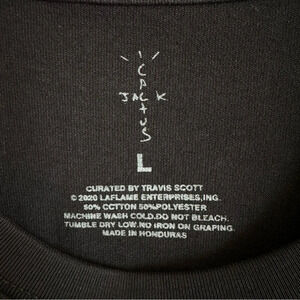 CACTUS
JACK
L
CURATED BY TRAVIS SCOTT
© 2020 LAFLAME ENTERPRISES,INC.
50% CCTTON 50%POLYESTER
MACHINE WASH COLD.DO NOT BLEACH.
TUMBLE DRY LOW.NO IRON ON GRAPING.
MADE IN HONDURAS